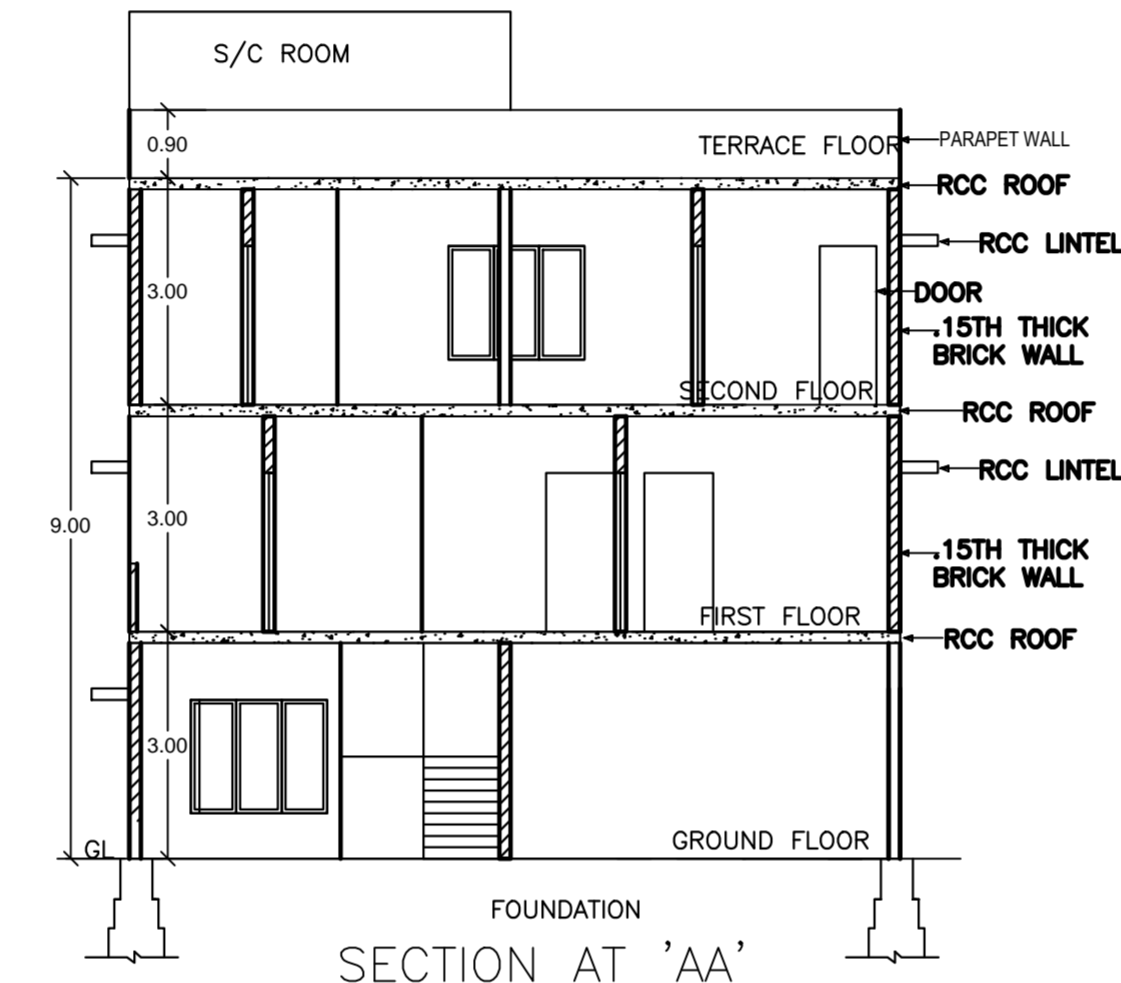 S/C ROOM
0.90
TERRACE FLOOR
PARAPET WALL
RCC ROOF
RCC LINTEL
3.00
DOOR
.15TH THICK
BRICK WALL
SECOND FLOOR
RCC ROOF
RCC LINTEL
9.00
3.00
.15TH THICK
BRICK WALL
FIRST FLOOR
RCC ROOF
3.00
GL
GROUND FLOOR
FOUNDATION
SECTION AT 'AA'